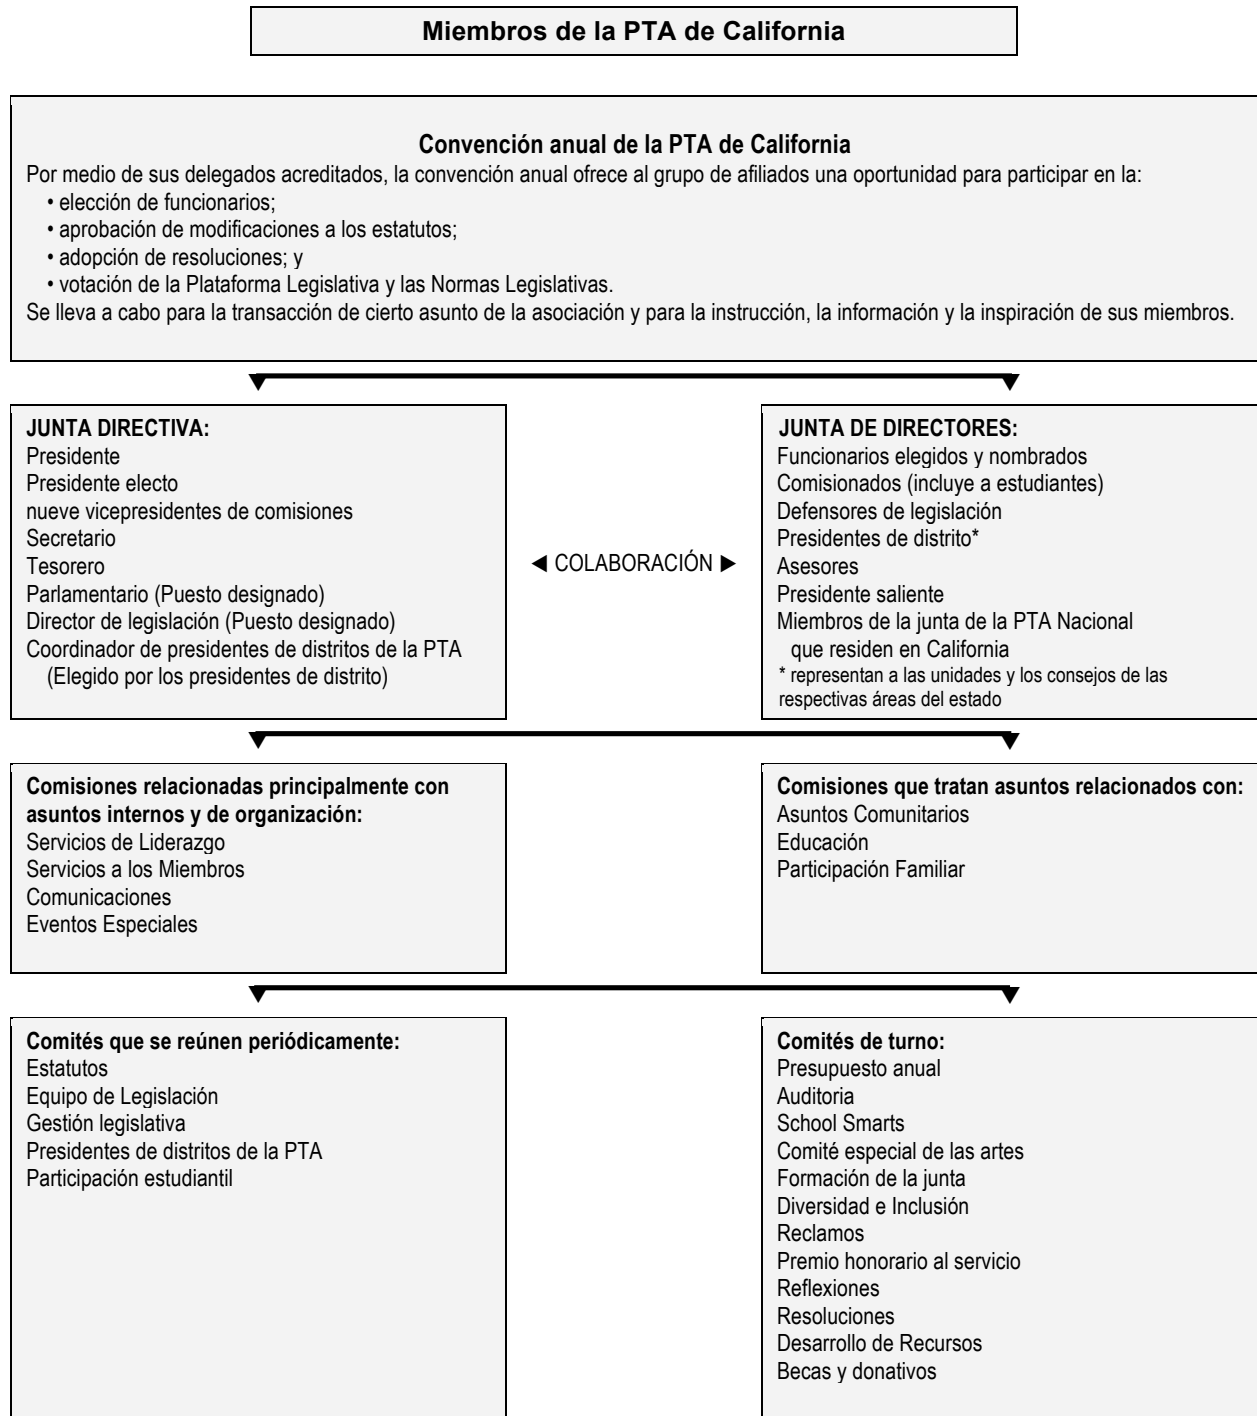 Miembros de la PTA de California
Convención anual de la PTA de California
Por medio de sus delegados acreditados, la convención anual ofrece al grupo de afiliados una oportunidad para participar en la:
• elección de funcionarios;
• aprobación de modificaciones a los estatutos;
• adopción de resoluciones; y
• votación de la Plataforma Legislativa y las Normas Legislativas.
Se lleva a cabo para la transacción de cierto asunto de la asociación y para la instrucción, la información y la inspiración de sus miembros.
JUNTA DIRECTIVA:
Presidente
Presidente electo
nueve vicepresidentes de comisiones
Secretario
Tesorero
Parlamentario (Puesto designado)
Director de legislación (Puesto designado)
Coordinador de presidentes de distritos de la PTA
(Elegido por los presidentes de distrito)
◄ COLABORACIÓN ►
JUNTA DE DIRECTORES:
Funcionarios elegidos y nombrados
Comisionados (incluye a estudiantes)
Defensores de legislación
Presidentes de distrito*
Asesores
Presidente saliente
Miembros de la junta de la PTA Nacional
que residen en California
* representan a las unidades y los consejos de las
respectivas áreas del estado
Comisiones relacionadas principalmente con
asuntos internos y de organización:
Servicios de Liderazgo
Servicios a los Miembros
Comunicaciones
Eventos Especiales
Comisiones que tratan asuntos relacionados con:
Asuntos Comunitarios
Educación
Participación Familiar
Comités que se reúnen periódicamente:
Estatutos
Equipo de Legislación
Gestión legislativa
Presidentes de distritos de la PTA
Participación estudiantil
Comités de turno:
Presupuesto anual
Auditoria
School Smarts
Comité especial de las artes
Formación de la junta
Diversidad e Inclusión
Reclamos
Premio honorario al servicio
Reflexiones
Resoluciones
Desarrollo de Recursos
Becas y donativos